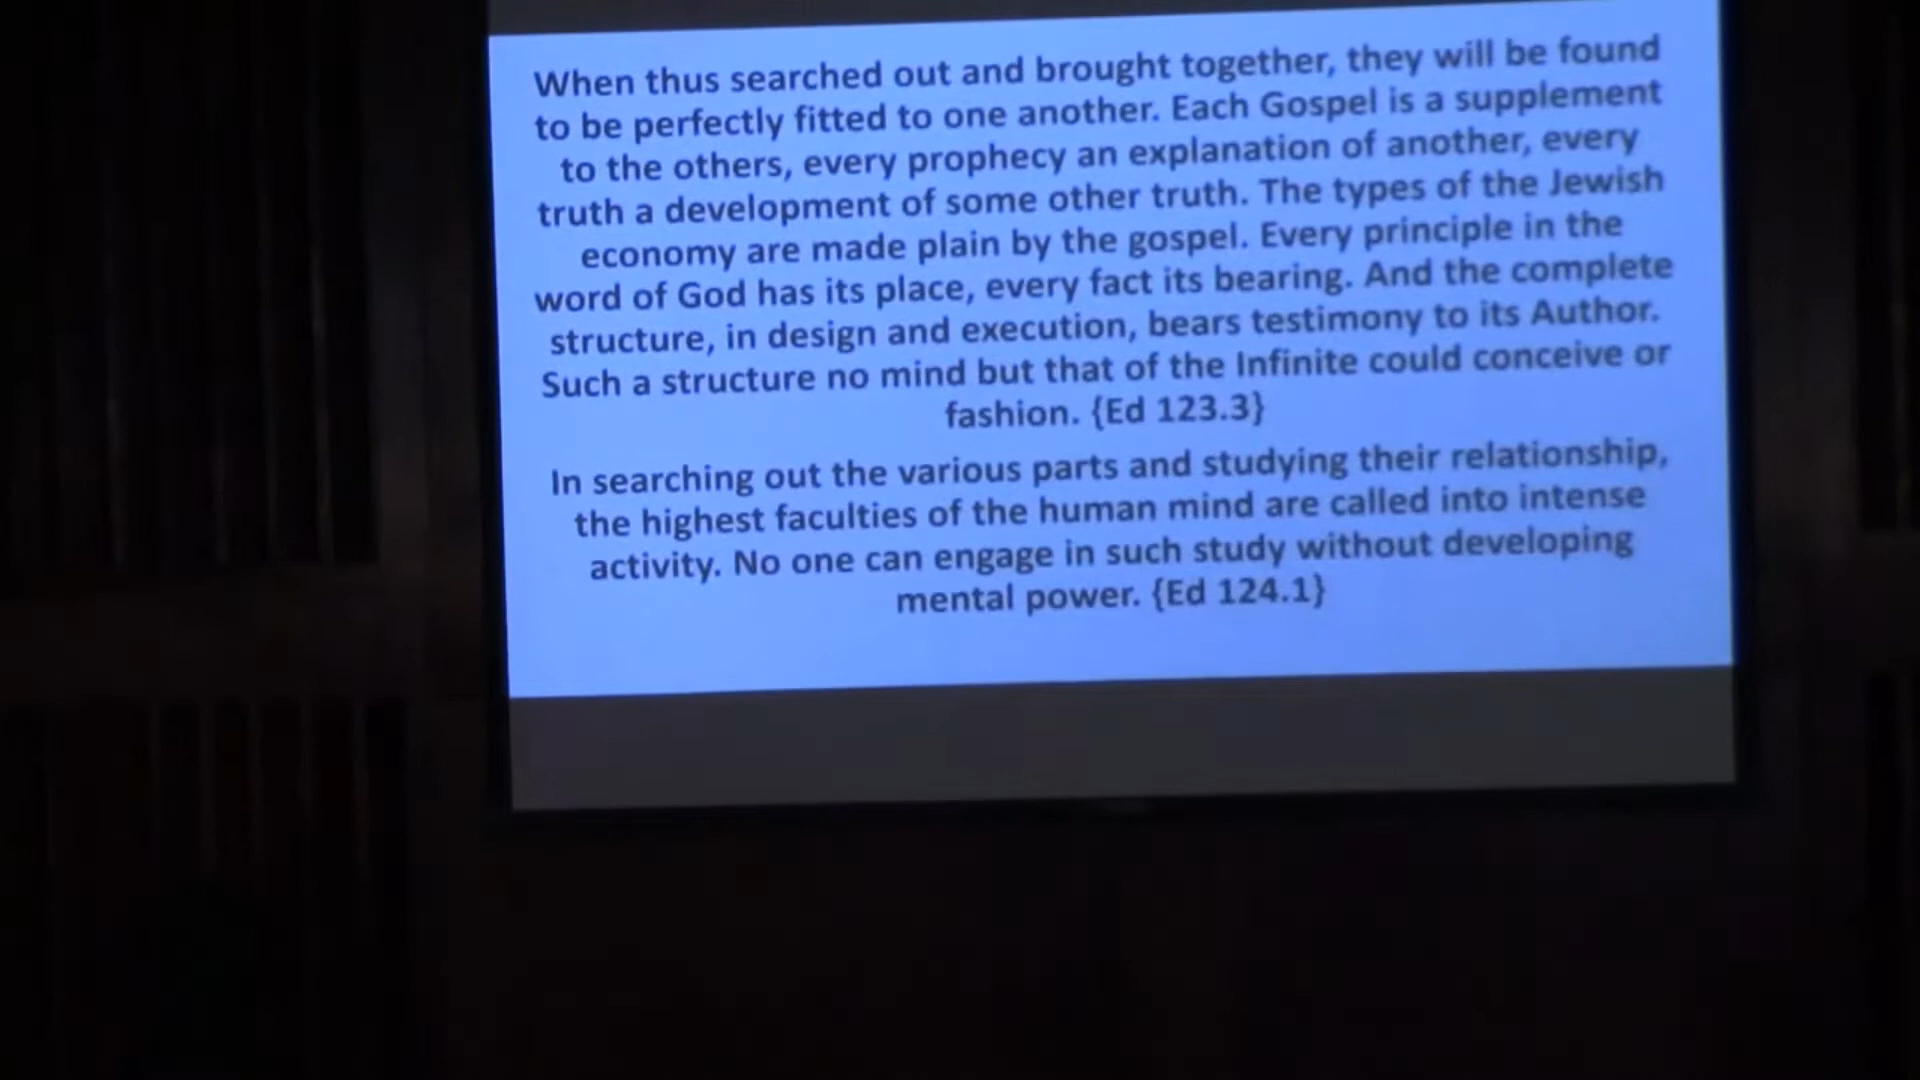 When thus searched out and brought together, they will be found
to be perfectly fitted to one another. Each Gospel is a supplement
to the others, every prophecy an explanation of another, every
truth a development of some other truth. The types of the Jewish
economy are made plain by the gospel. Every principle in the
word of God has its place, every fact its bearing. And the complete
structure, in design and execution, bears testimony to its Author.
Such a structure no mind but that of the Infinite could conceive or
fashion. {Ed 123.3}
In searching out the various parts and studying their relationship,
the highest faculties of the human mind are called into intense
activity. No one can engage in such study without developing
mental power. {Ed 124.1}